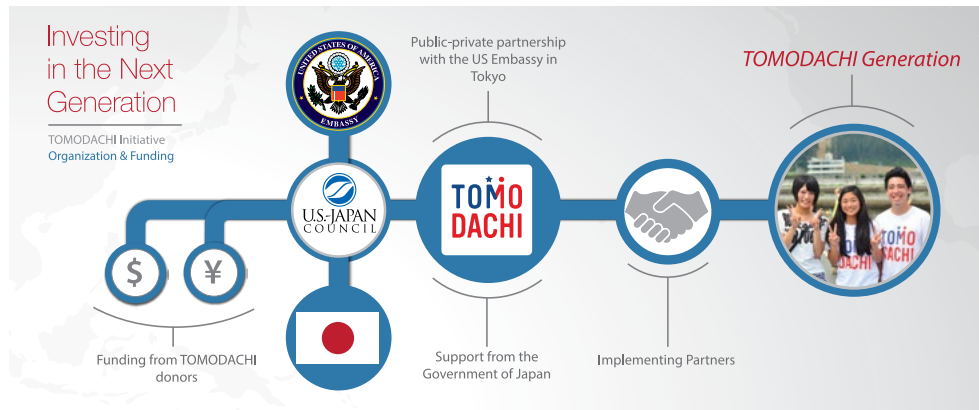 Investing
in the Next
Generation
TOMODACHI Initiative
Organization & Funding
UNITED STATES OF AMERICA
EMBASSY
Public-private partnership
with the US Embassy in
Tokyo
TOMODACHI Generation
$
¥
U.S.-JAPAN
COUNCIL
TOMO
DACHI
TOMO
DACHI
Funding from TOMODACHI
donors
Support from the
Government of Japan
Implementing Partners